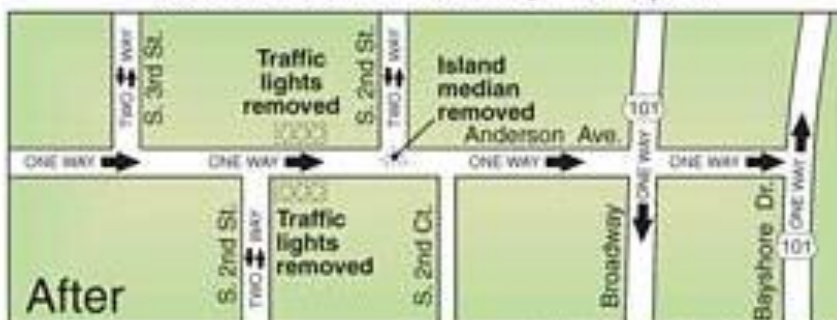 TWO WAY
S. 3rd St.
Traffic
lights
removed
S. 2nd St.
TWO WAY
Island
median
removed
101
Anderson Ave.
ONE WAY
ONE WAY
ONE WAY
ONE WAY
ONE WAY
ONE WAY
S. 2nd St.
TWO WAY
Traffic
lights
removed
S. 2nd Ct.
Broadway
Bayshore Dr.
101
After